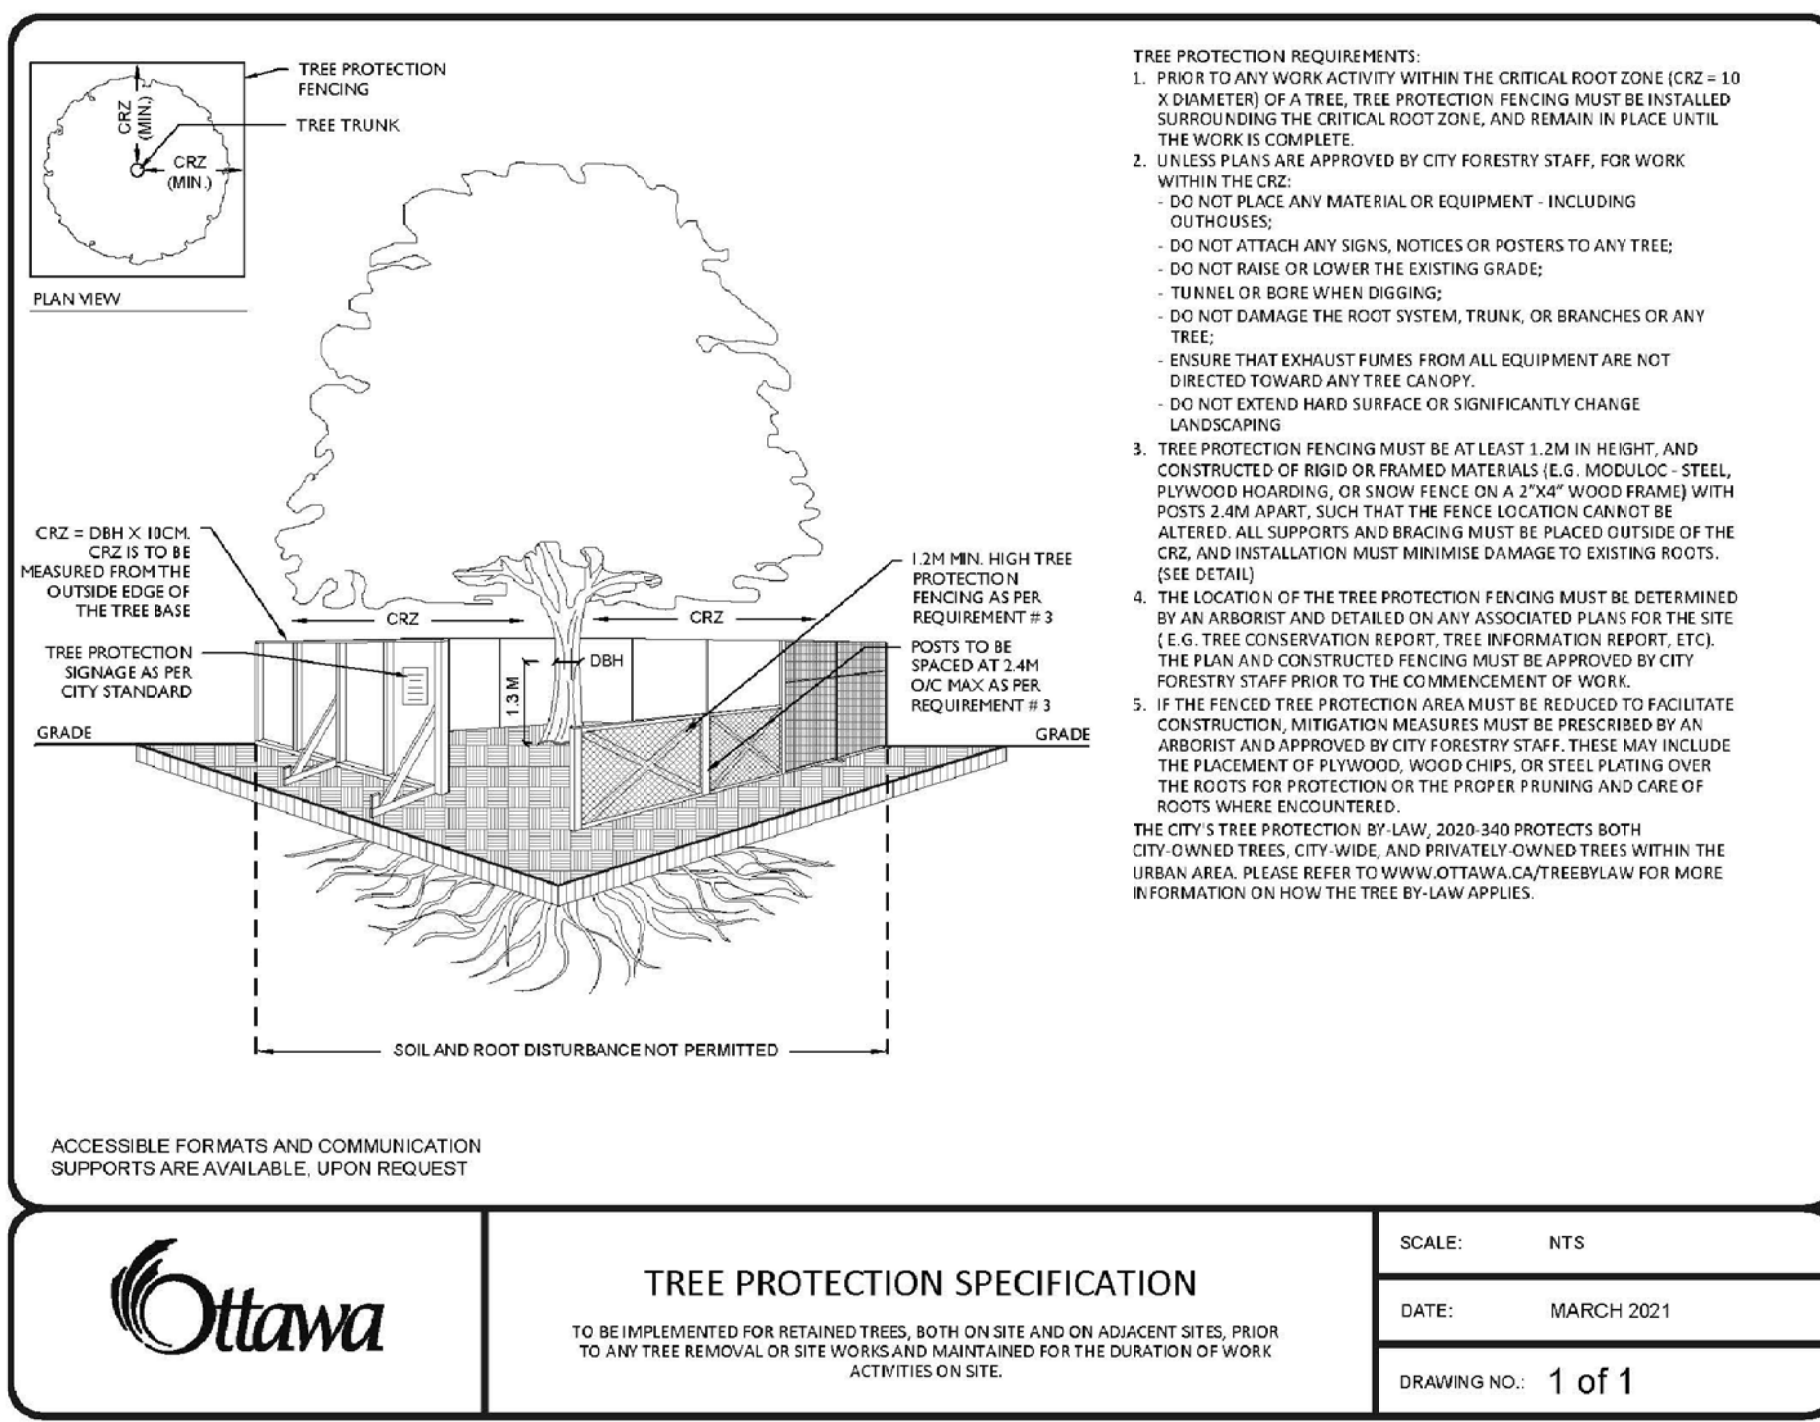 TREE PROTECTION
FENCING
TREE TRUNK
CRZ
(MIN.)
CRZ
(MIN.)
PLAN VIEW
CRZ = DBH X 10CM.
CRZ IS TO BE
MEASURED FROM THE
OUTSIDE EDGE OF
THE TREE BASE
TREE PROTECTION
SIGNAGE AS PER
CITY STANDARD
GRADE
CRZ
CRZ
DBH
1.3 M
1.2M MIN. HIGH TREE
PROTECTION
FENCING AS PER
REQUIREMENT # 3
POSTS TO BE
SPACED AT 2.4M
O/C MAX AS PER
REQUIREMENT # 3
GRADE
SOIL AND ROOT DISTURBANCE NOT PERMITTED
ACCESSIBLE FORMATS AND COMMUNICATION
SUPPORTS ARE AVAILABLE, UPON REQUEST
TREE PROTECTION REQUIREMENTS:
1. PRIOR TO ANY WORK ACTIVITY WITHIN THE CRITICAL ROOT ZONE (CRZ = 10
X DIAMETER) OF A TREE, TREE PROTECTION FENCING MUST BE INSTALLED
SURROUNDING THE CRITICAL ROOT ZONE, AND REMAIN IN PLACE UNTIL
THE WORK IS COMPLETE.
2. UNLESS PLANS ARE APPROVED BY CITY FORESTRY STAFF, FOR WORK
WITHIN THE CRZ:
- DO NOT PLACE ANY MATERIAL OR EQUIPMENT - INCLUDING
OUTHOUSES;
- DO NOT ATTACH ANY SIGNS, NOTICES OR POSTERS TO ANY TREE;
- DO NOT RAISE OR LOWER THE EXISTING GRADE;
- TUNNEL OR BORE WHEN DIGGING;
- DO NOT DAMAGE THE ROOT SYSTEM, TRUNK, OR BRANCHES OR ANY
TREE;
- ENSURE THAT EXHAUST FUMES FROM ALL EQUIPMENT ARE NOT
DIRECTED TOWARD ANY TREE CANOPY.
- DO NOT EXTEND HARD SURFACE OR SIGNIFICANTLY CHANGE
LANDSCAPING
3. TREE PROTECTION FENCING MUST BE AT LEAST 1.2M IN HEIGHT, AND
CONSTRUCTED OF RIGID OR FRAMED MATERIALS (E.G. MODULOC - STEEL,
PLYWOOD HOARDING, OR SNOW FENCE ON A 2"X4" WOOD FRAME) WITH
POSTS 2.4M APART, SUCH THAT THE FENCE LOCATION CANNOT BE
ALTERED. ALL SUPPORTS AND BRACING MUST BE PLACED OUTSIDE OF THE
CRZ, AND INSTALLATION MUST MINIMISE DAMAGE TO EXISTING ROOTS.
(SEE DETAIL)
4. THE LOCATION OF THE TREE PROTECTION FENCING MUST BE DETERMINED
BY AN ARBORIST AND DETAILED ON ANY ASSOCIATED PLANS FOR THE SITE
( E.G. TREE CONSERVATION REPORT, TREE INFORMATION REPORT, ETC).
THE PLAN AND CONSTRUCTED FENCING MUST BE APPROVED BY CITY
FORESTRY STAFF PRIOR TO THE COMMENCEMENT OF WORK.
5. IF THE FENCED TREE PROTECTION AREA MUST BE REDUCED TO FACILITATE
CONSTRUCTION, MITIGATION MEASURES MUST BE PRESCRIBED BY AN
ARBORIST AND APPROVED BY CITY FORESTRY STAFF. THESE MAY INCLUDE
THE PLACEMENT OF PLYWOOD, WOOD CHIPS, OR STEEL PLATING OVER
THE ROOTS FOR PROTECTION OR THE PROPER PRUNING AND CARE OF
ROOTS WHERE ENCOUNTERED.
THE CITY'S TREE PROTECTION BY-LAW, 2020-340 PROTECTS BOTH
CITY-OWNED TREES, CITY-WIDE, AND PRIVATELY-OWNED TREES WITHIN THE
URBAN AREA. PLEASE REFER TO WWW.OTTAWA.CA/TREEBYLAW FOR MORE
INFORMATION ON HOW THE TREE BY-LAW APPLIES.
Ottawa
TREE PROTECTION SPECIFICATION
TO BE IMPLEMENTED FOR RETAINED TREES, BOTH ON SITE AND ON ADJACENT SITES, PRIOR
TO ANY TREE REMOVAL OR SITE WORKS AND MAINTAINED FOR THE DURATION OF WORK
ACTIVITIES ON SITE.
SCALE: NTS
DATE: MARCH 2021
DRAWING NO.: 1 of 1